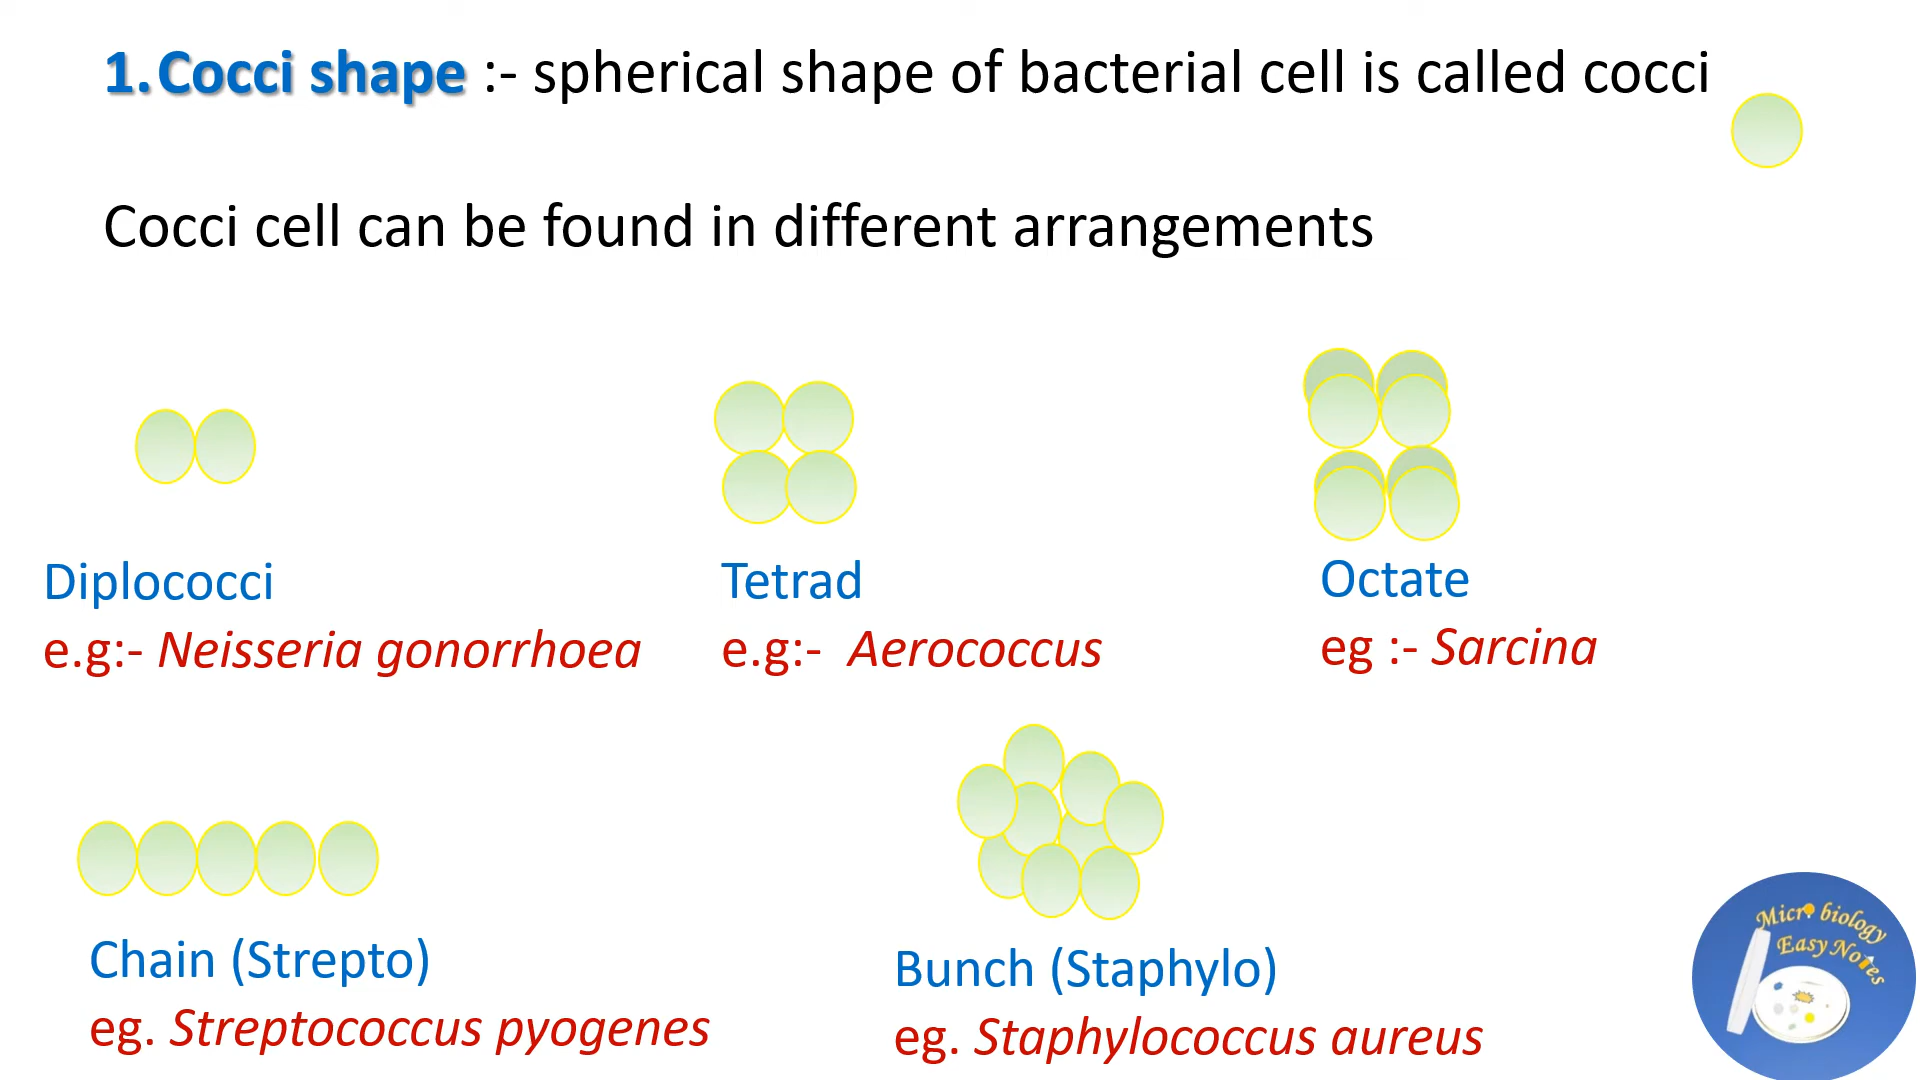 1. Cocci shape :- spherical shape of bacterial cell is called cocci
Cocci cell can be found in different arrangements
Diplococci
e.g:- Neisseria gonorrhoea
Tetrad
e.g:- Aerococcus
Octate
eg :- Sarcina
Chain (Strepto)
eg. Streptococcus pyogenes
Bunch (Staphylo)
eg. Staphylococcus aureus
Micro biology
Easy Notes